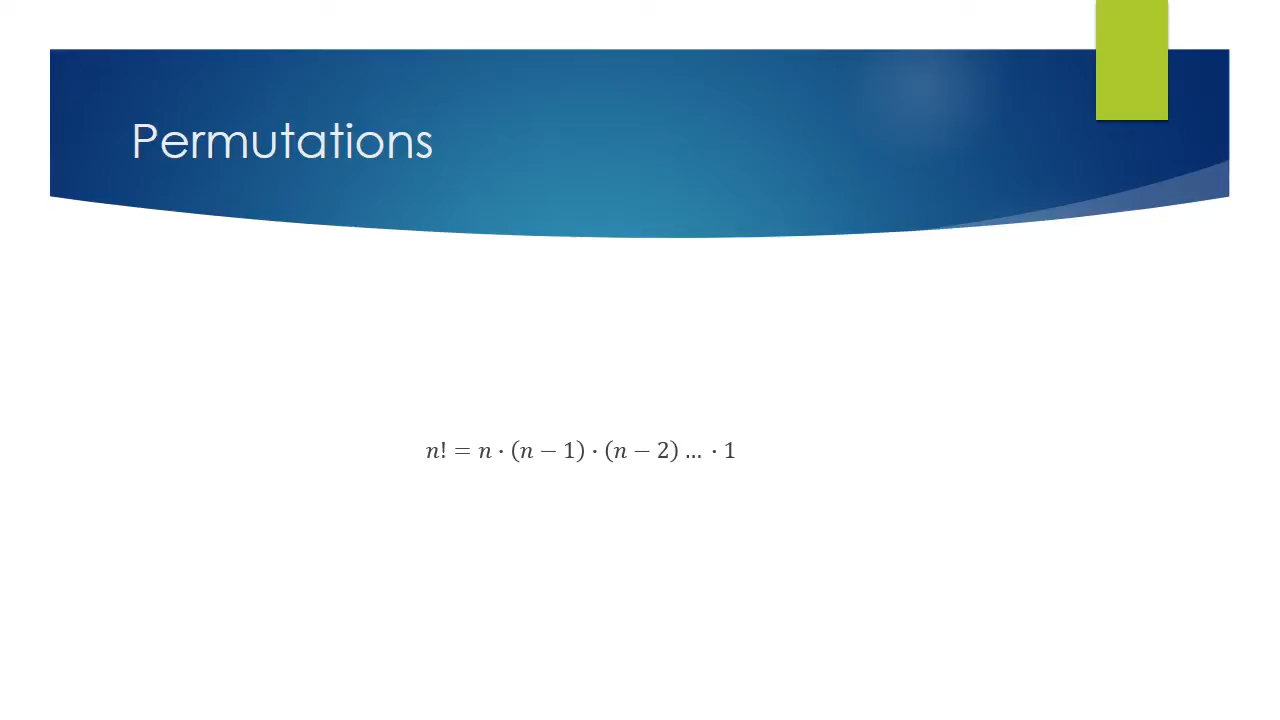 Permutations
n! = n · (n − 1) · (n − 2) … · 1